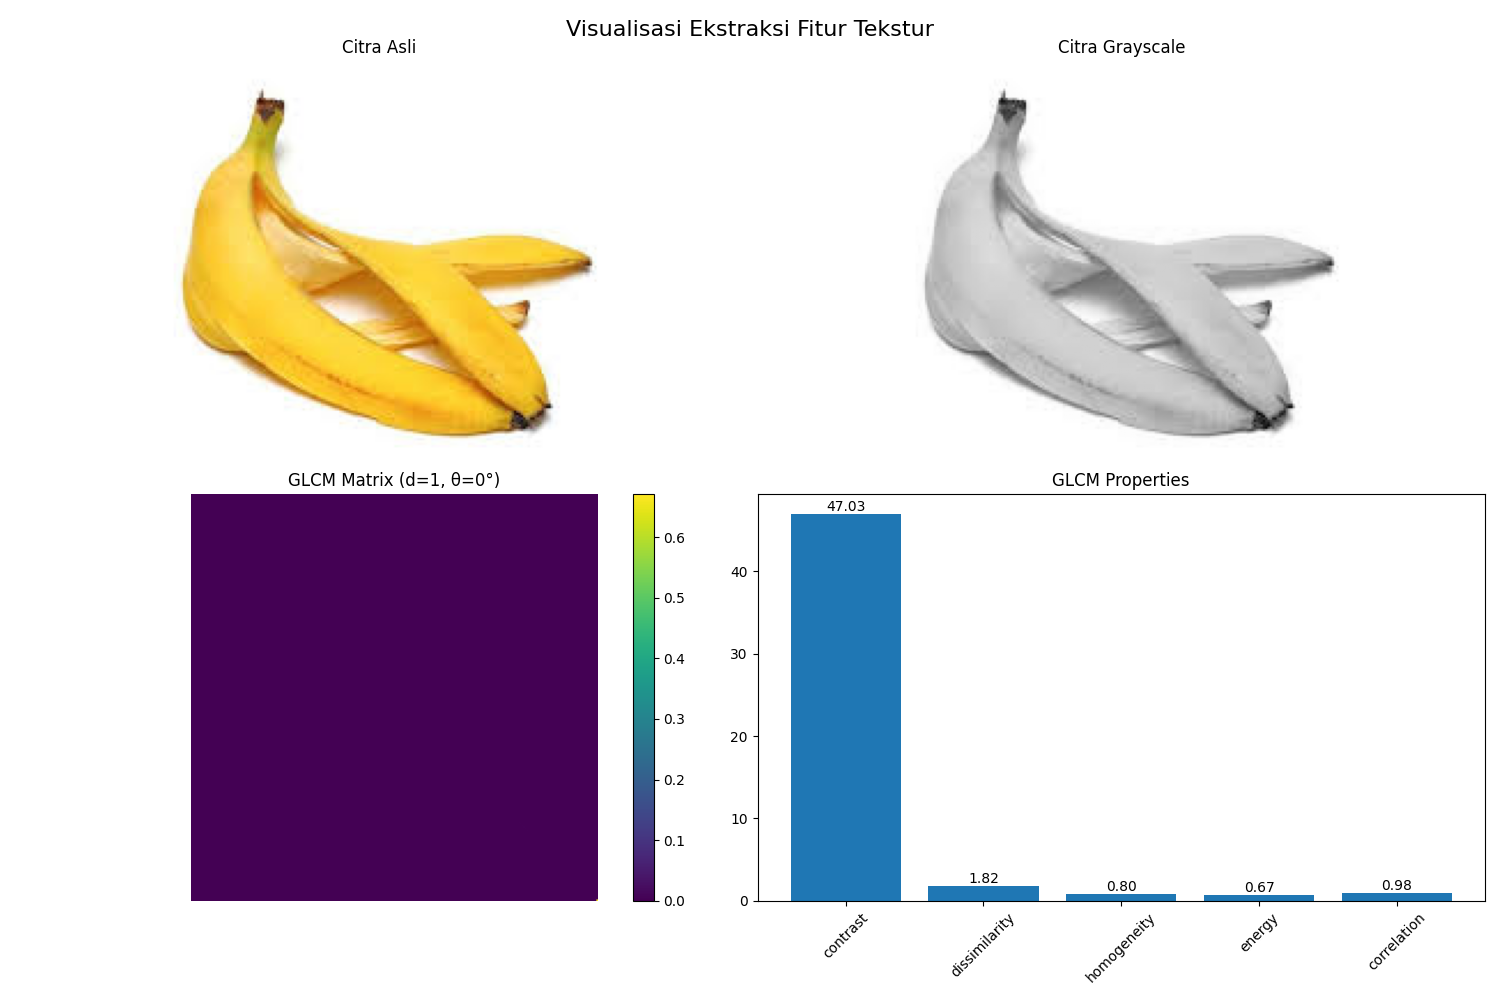 Visualisasi Ekstraksi Fitur Tekstur
Citra Asli
Citra Grayscale
GLCM Matrix (d=1, θ=0°)
0.6
0.5
0.4
0.3
0.2
0.1
0.0
GLCM Properties
40
30
20
10
0
47.03
1.82
0.80
0.67
0.98
contrast
dissimilarity
homogeneity
energy
correlation